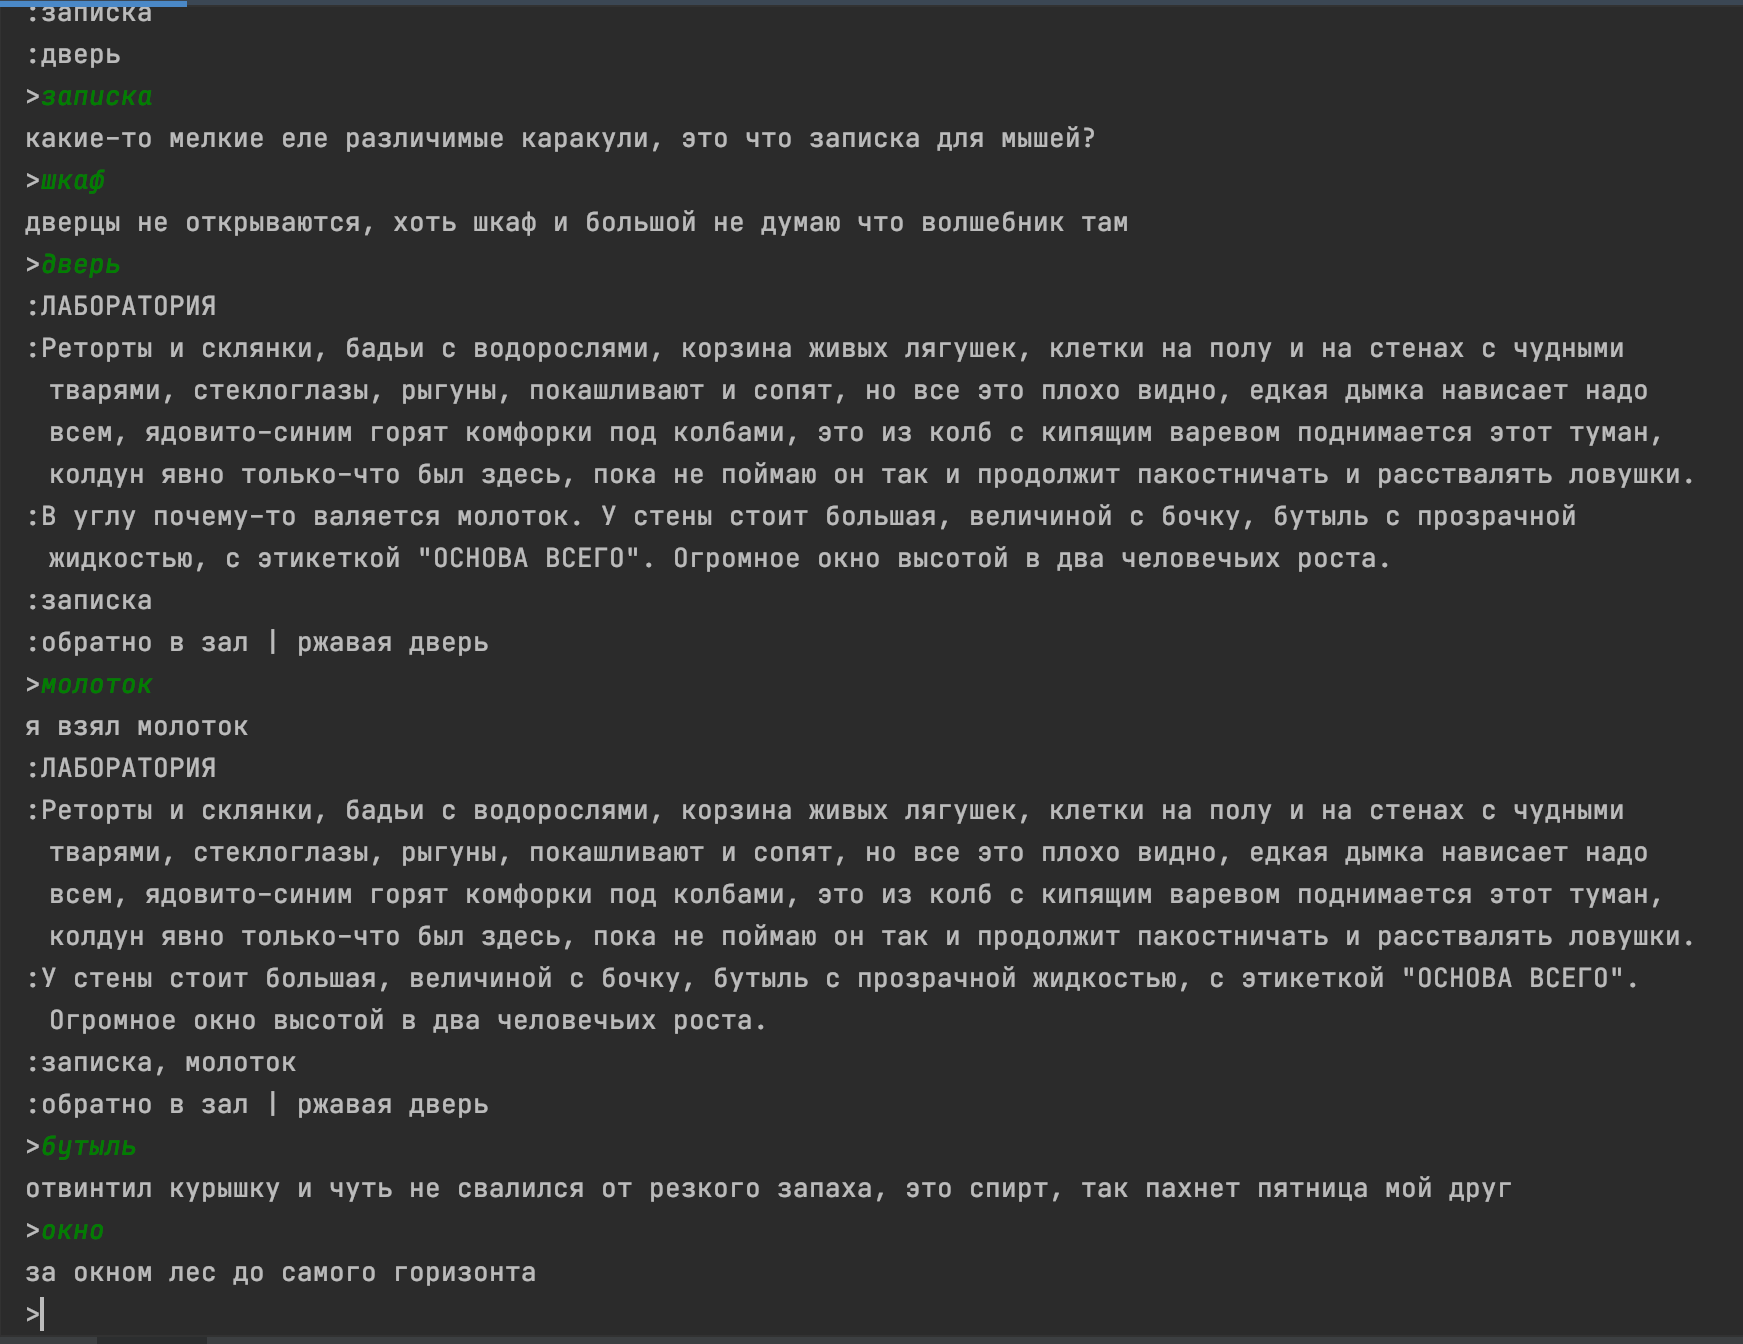 :записка
:дверь
>записка
какие-то мелкие еле различимые каракули, это что записка для мышей?
>шкаф
дверцы не открываются, хоть шкаф и большой не думаю что волшебник там
>дверь
:ЛАБОРАТОРИЯ
:Реторты и склянки, бадьи с водорослями, корзина живых лягушек, клетки на полу и на стенах с чудными
тварями, стеклоглазы, рыгуны, покашливают и сопят, но все это плохо видно, едкая дымка нависает надо
всем, ядовито-синим горят комфорки под колбами, это из колб с кипящим варевом поднимается этот туман,
колдун явно только-что был здесь, пока не поймаю он так и продолжит пакостничать и расствалять ловушки.
:В углу почему-то валяется молоток. У стены стоит большая, величиной с бочку, бутыль с прозрачной
жидкостью, с этикеткой "ОСНОВА ВСЕГО". Огромное окно высотой в два человечьих роста.
:записка
:обратно в зал | ржавая дверь
>молоток
я взял молоток
:ЛАБОРАТОРИЯ
:Реторты и склянки, бадьи с водорослями, корзина живых лягушек, клетки на полу и на стенах с чудными
тварями, стеклоглазы, рыгуны, покашливают и сопят, но все это плохо видно, едкая дымка нависает надо
всем, ядовито-синим горят комфорки под колбами, это из колб с кипящим варевом поднимается этот туман,
колдун явно только-что был здесь, пока не поймаю он так и продолжит пакостничать и расствалять ловушки.
:У стены стоит большая, величиной с бочку, бутыль с прозрачной жидкостью, с этикеткой "ОСНОВА ВСЕГО".
Огромное окно высотой в два человечьих роста.
:записка, молоток
:обратно в зал | ржавая дверь
>бутыль
отвинтил курышку и чуть не свалился от резкого запаха, это спирт, так пахнет пятница мой друг
>окно
за окном лес до самого горизонта
>